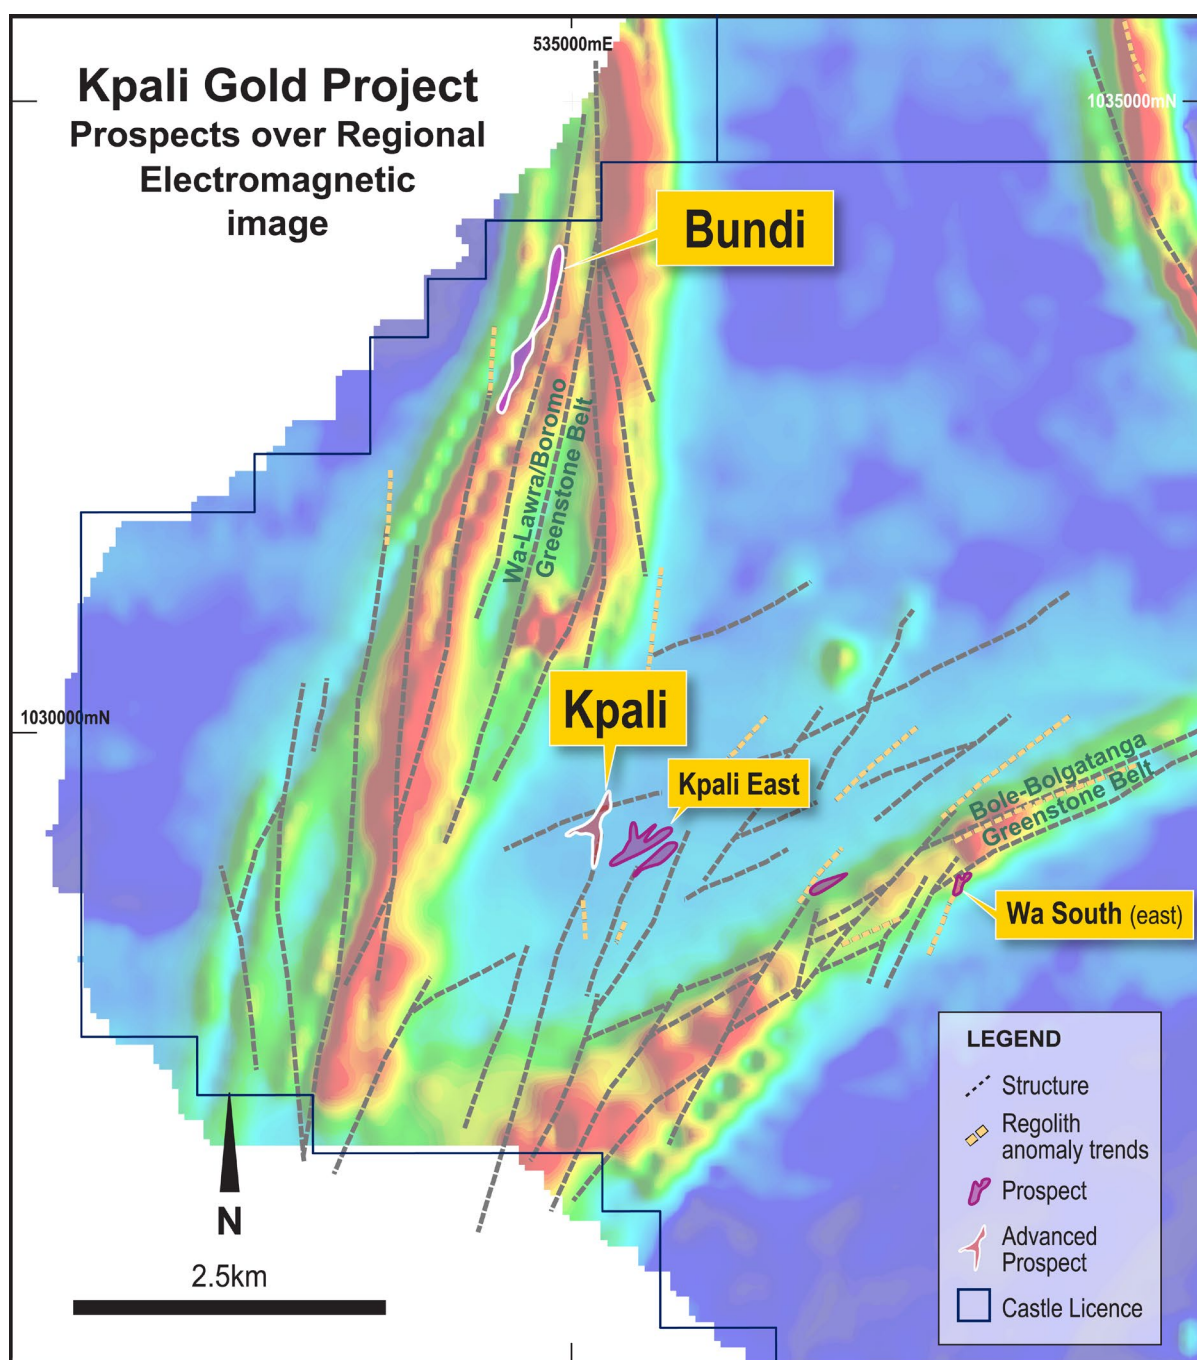 535000mE
Kpali Gold Project
Prospects over Regional
Electromagnetic
image
1035000mN
Bundi
Wa-Lawra/Boromo
Greenstone Belt
Kpali
1030000mN
Kpali East
Bole-Bolgatanga
Greenstone Belt
Wa South (east)
LEGEND
Structure
Regolith
anomaly trends
Prospect
Advanced
Prospect
Castle Licence
N
2.5km